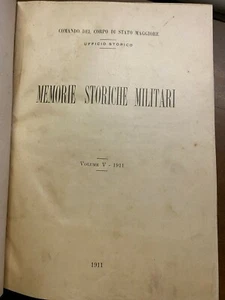 COMANDO DEL CORPO DI STATO MAGGIORE
UFFICIO STORICO
MEMORIE STORICHE MILITARI
VOLUME V - 1911
1911